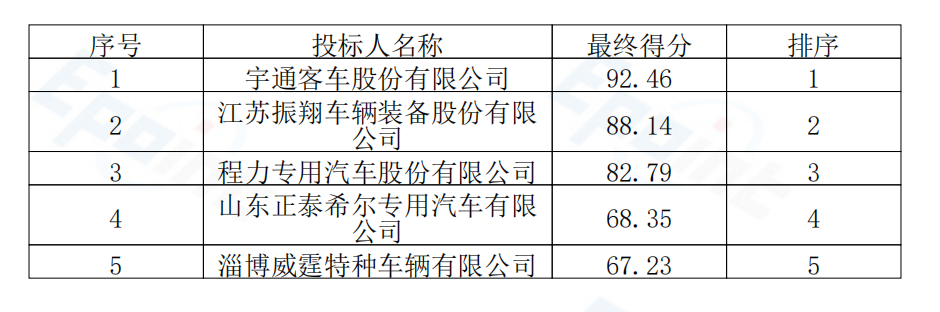 序号 投标人名称 最终得分 排序
1 宇通客车股份有限公司 92.46 1
2 江苏振翔车辆装备股份有限公司 88.14 2
3 程力专用汽车股份有限公司 82.79 3
4 山东正泰希尔专用汽车有限公司 68.35 4
5 淄博威霆特种车辆有限公司 67.23 5
Epoint
Epoint